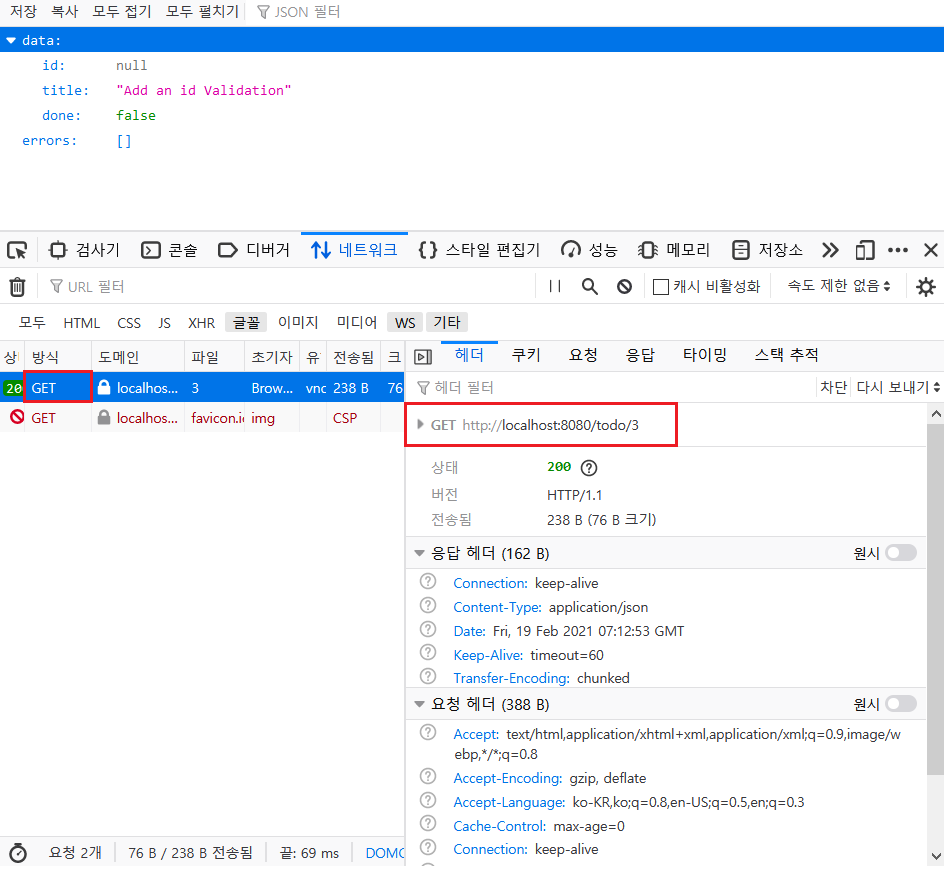 저장 복사 모두 접기 모두 펼치기 JSON 필터
data:
id: null
title: "Add an id Validation"
done: false
errors: []
검사기 콘솔 디버거 네트워크 {} 스타일 편집기 성능 메모리 저장소
URL 필터 캐시 비활성화 속도 제한 없음
모두 HTML CSS JS XHR 글꼴 이미지 미디어 WS 기타
상 방식 도메인 파일 초기자 유 전송됨 크 헤더 쿠키 요청 응답 타이밍 스택 추적
20 GET localhos... 3 Brow... vnc 238 B 76 헤더 필터 차단 다시 보내기
GET localhos... favicon.ic img CSP GET http://localhost:8080/todo/3
상태 200
버전 HTTP/1.1
전송됨 238 B (76 B 크기)
응답 헤더 (162 B) 원시
Connection: keep-alive
Content-Type: application/json
Date: Fri, 19 Feb 2021 07:12:53 GMT
Keep-Alive: timeout=60
Transfer-Encoding: chunked
요청 헤더 (388 B) 원시
Accept: text/html,application/xhtml+xml,application/xml;q=0.9,image/w
ebp,*/*;q=0.8
Accept-Encoding: gzip, deflate
Accept-Language: ko-KR,ko;q=0.8,en-US;q=0.5,en;q=0.3
Cache-Control: max-age=0
Connection: keep-alive
요청 2개 76 B / 238 B 전송됨 끝: 69 ms DOMC